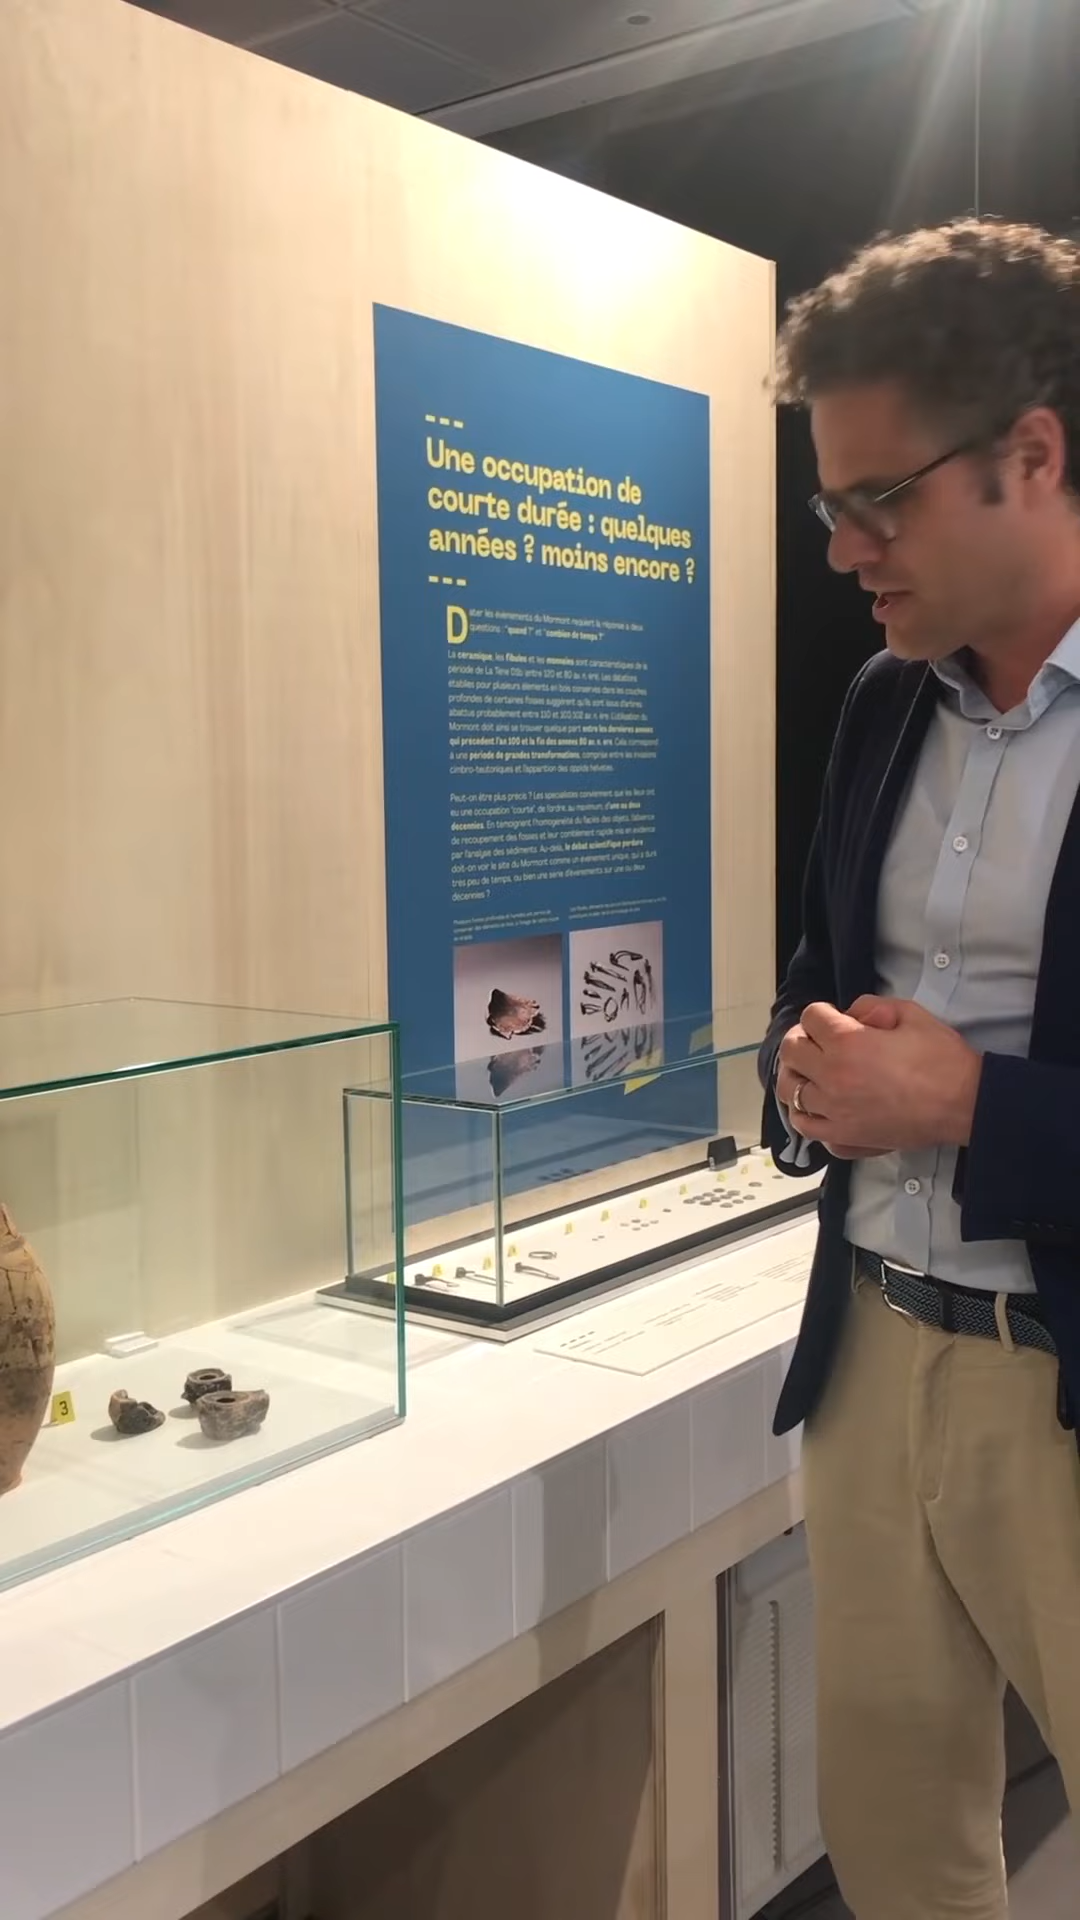 Une occupation de
courte durée : quelques
années ? moins encore ?
Dater les événements du Mormont requiert la réponse à deux
questions : "quand ?" et "combien de temps ?"
La céramique, les fibules et les monnaies sont caractéristiques de la
période de La Tène D1b entre 120 et 80 av. n. ère. Les datations
établies pour plusieurs éléments en bois conservés dans les couches
profondes de certaines fosses suggèrent qu'ils sont issus d'arbres
abattus probablement entre 110 et 103,102 av. n. ère. L'utilisation du
Mormont doit ainsi se trouver quelque part entre les dernières années
qui précèdent l'an 100 et la fin des années 80 av. n. ère. Cela correspond
à une période de grandes transformations, comprise entre les invasions
cimbro-teutoniques et l'apparition des oppida helvètes.
Peut-on être plus précis ? Les spécialistes conviennent que les lieux ont
eu une occupation "courte", de l'ordre, au maximum, d'une ou deux
décennies. En témoignent l'homogénéité du faciès des objets, l'absence
de recoupement des fosses et leur comblement rapide mis en évidence
par l'analyse des sédiments. Au-delà, le débat scientifique perdure :
doit-on voir le site du Mormont comme un événement unique, qui a duré
très peu de temps, ou bien une série d'événements sur une ou deux
décennies ?
3